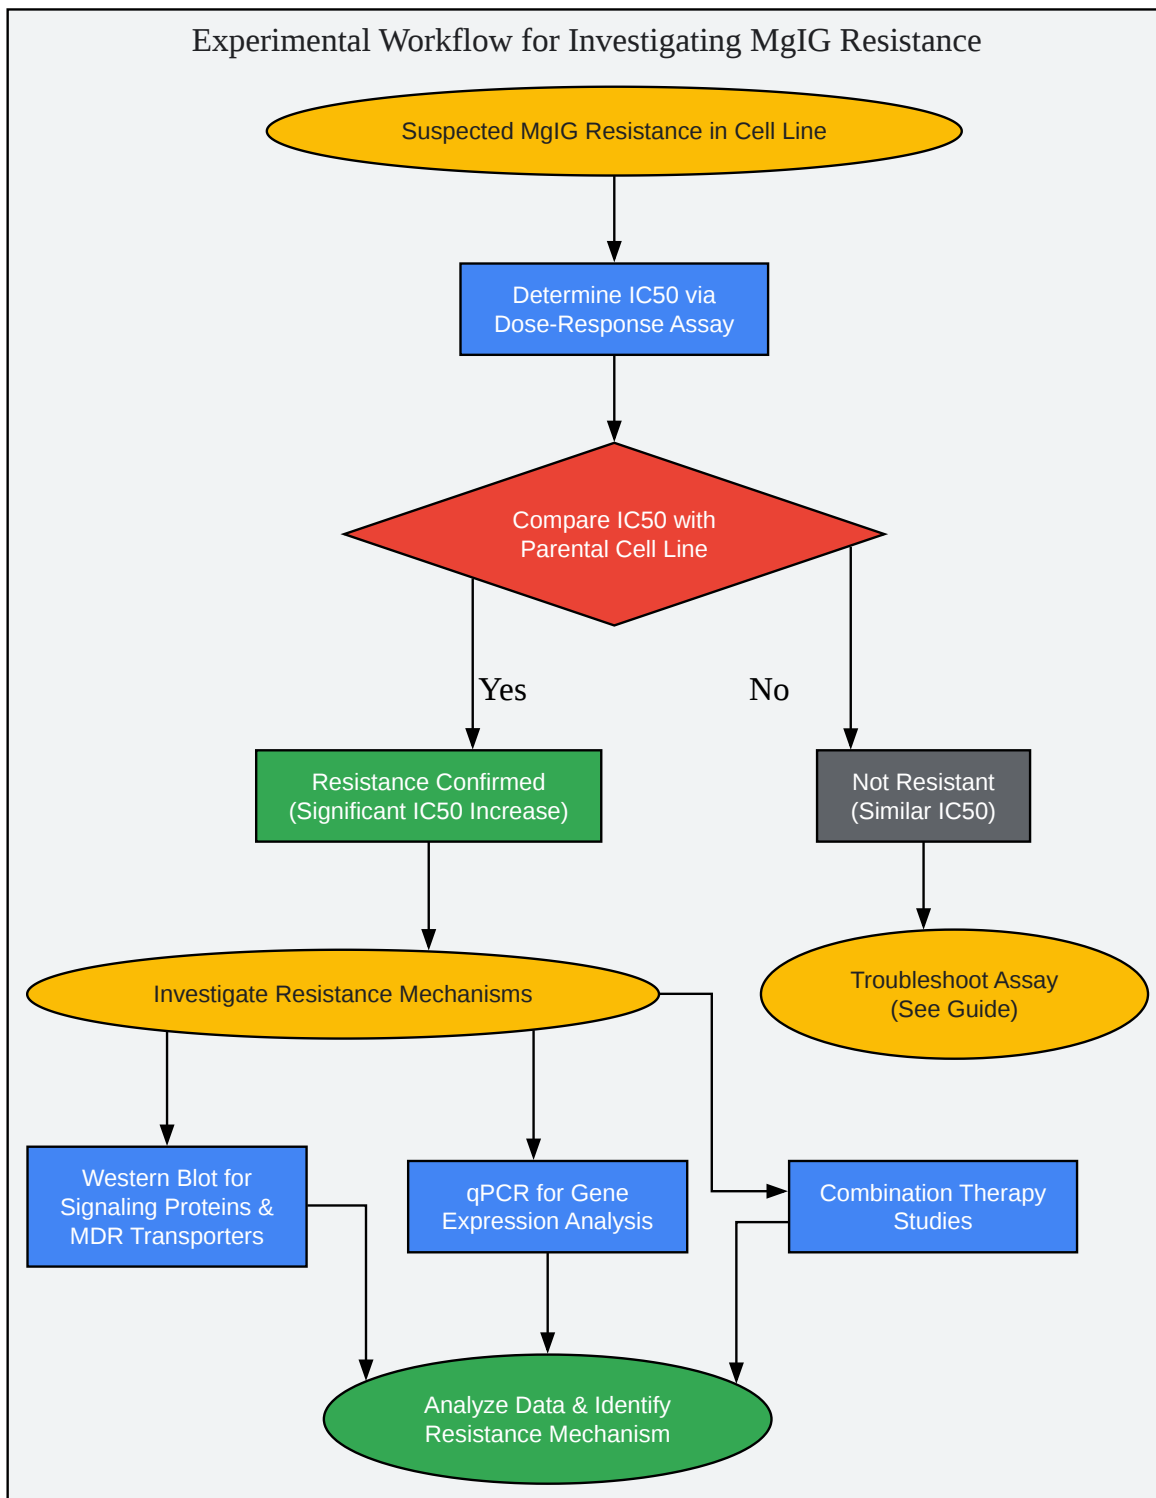 Experimental Workflow for Investigating MgIG Resistance
Suspected MgIG Resistance in Cell Line
Determine IC50 via
Dose-Response Assay
Compare IC50 with
Parental Cell Line
Yes
No
Resistance Confirmed
(Significant IC50 Increase)
Not Resistant
(Similar IC50)
Investigate Resistance Mechanisms
Troubleshoot Assay
(See Guide)
Western Blot for
Signaling Proteins &
MDR Transporters
qPCR for Gene
Expression Analysis
Combination Therapy
Studies
Analyze Data & Identify
Resistance Mechanism